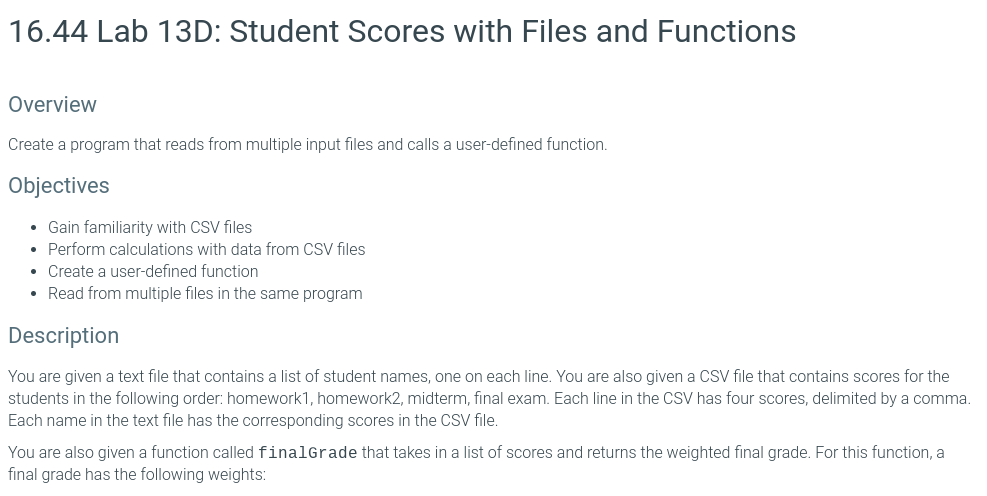 16.44 Lab 13D: Student Scores with Files and Functions
Overview
Create a program that reads from multiple input files and calls a user-defined function.
Objectives
• Gain familiarity with CSV files
• Perform calculations with data from CSV files
• Create a user-defined function
• Read from multiple files in the same program
Description
You are given a text file that contains a list of student names, one on each line. You are also given a CSV file that contains scores for the
students in the following order: homework1, homework2, midterm, final exam. Each line in the CSV has four scores, delimited by a comma.
Each name in the text file has the corresponding scores in the CSV file.
You are also given a function called finalGrade that takes in a list of scores and returns the weighted final grade. For this function, a
final grade has the following weights: